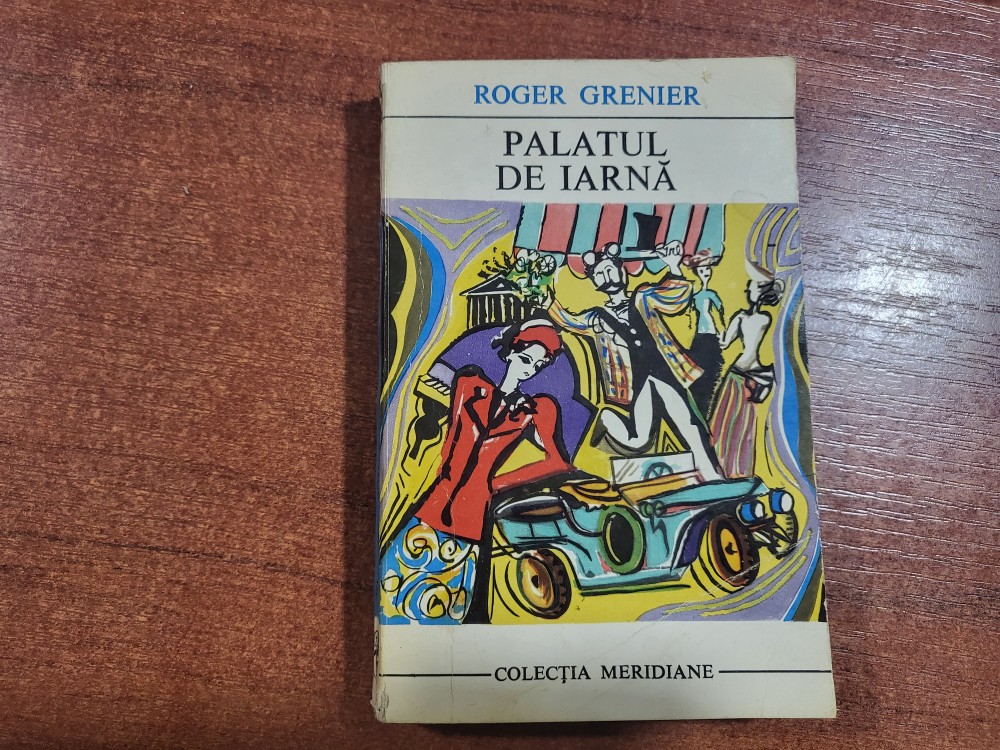 ROGER GRENIER
PALATUL
DE IARNĂ
COLECȚIA MERIDIANE